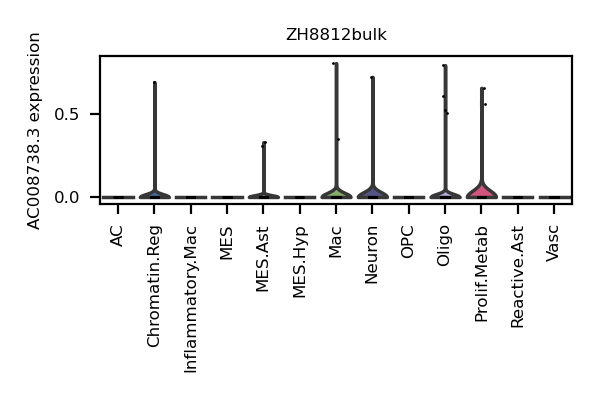 ZH8812bulk
AC008738.3 expression
0.5
0.0
AC
Chromatin.Reg
Inflammatory.Mac
MES
MES.Ast
MES.Hyp
Mac
Neuron
OPC
Oligo
Prolif.Metab
Reactive.Ast
Vasc